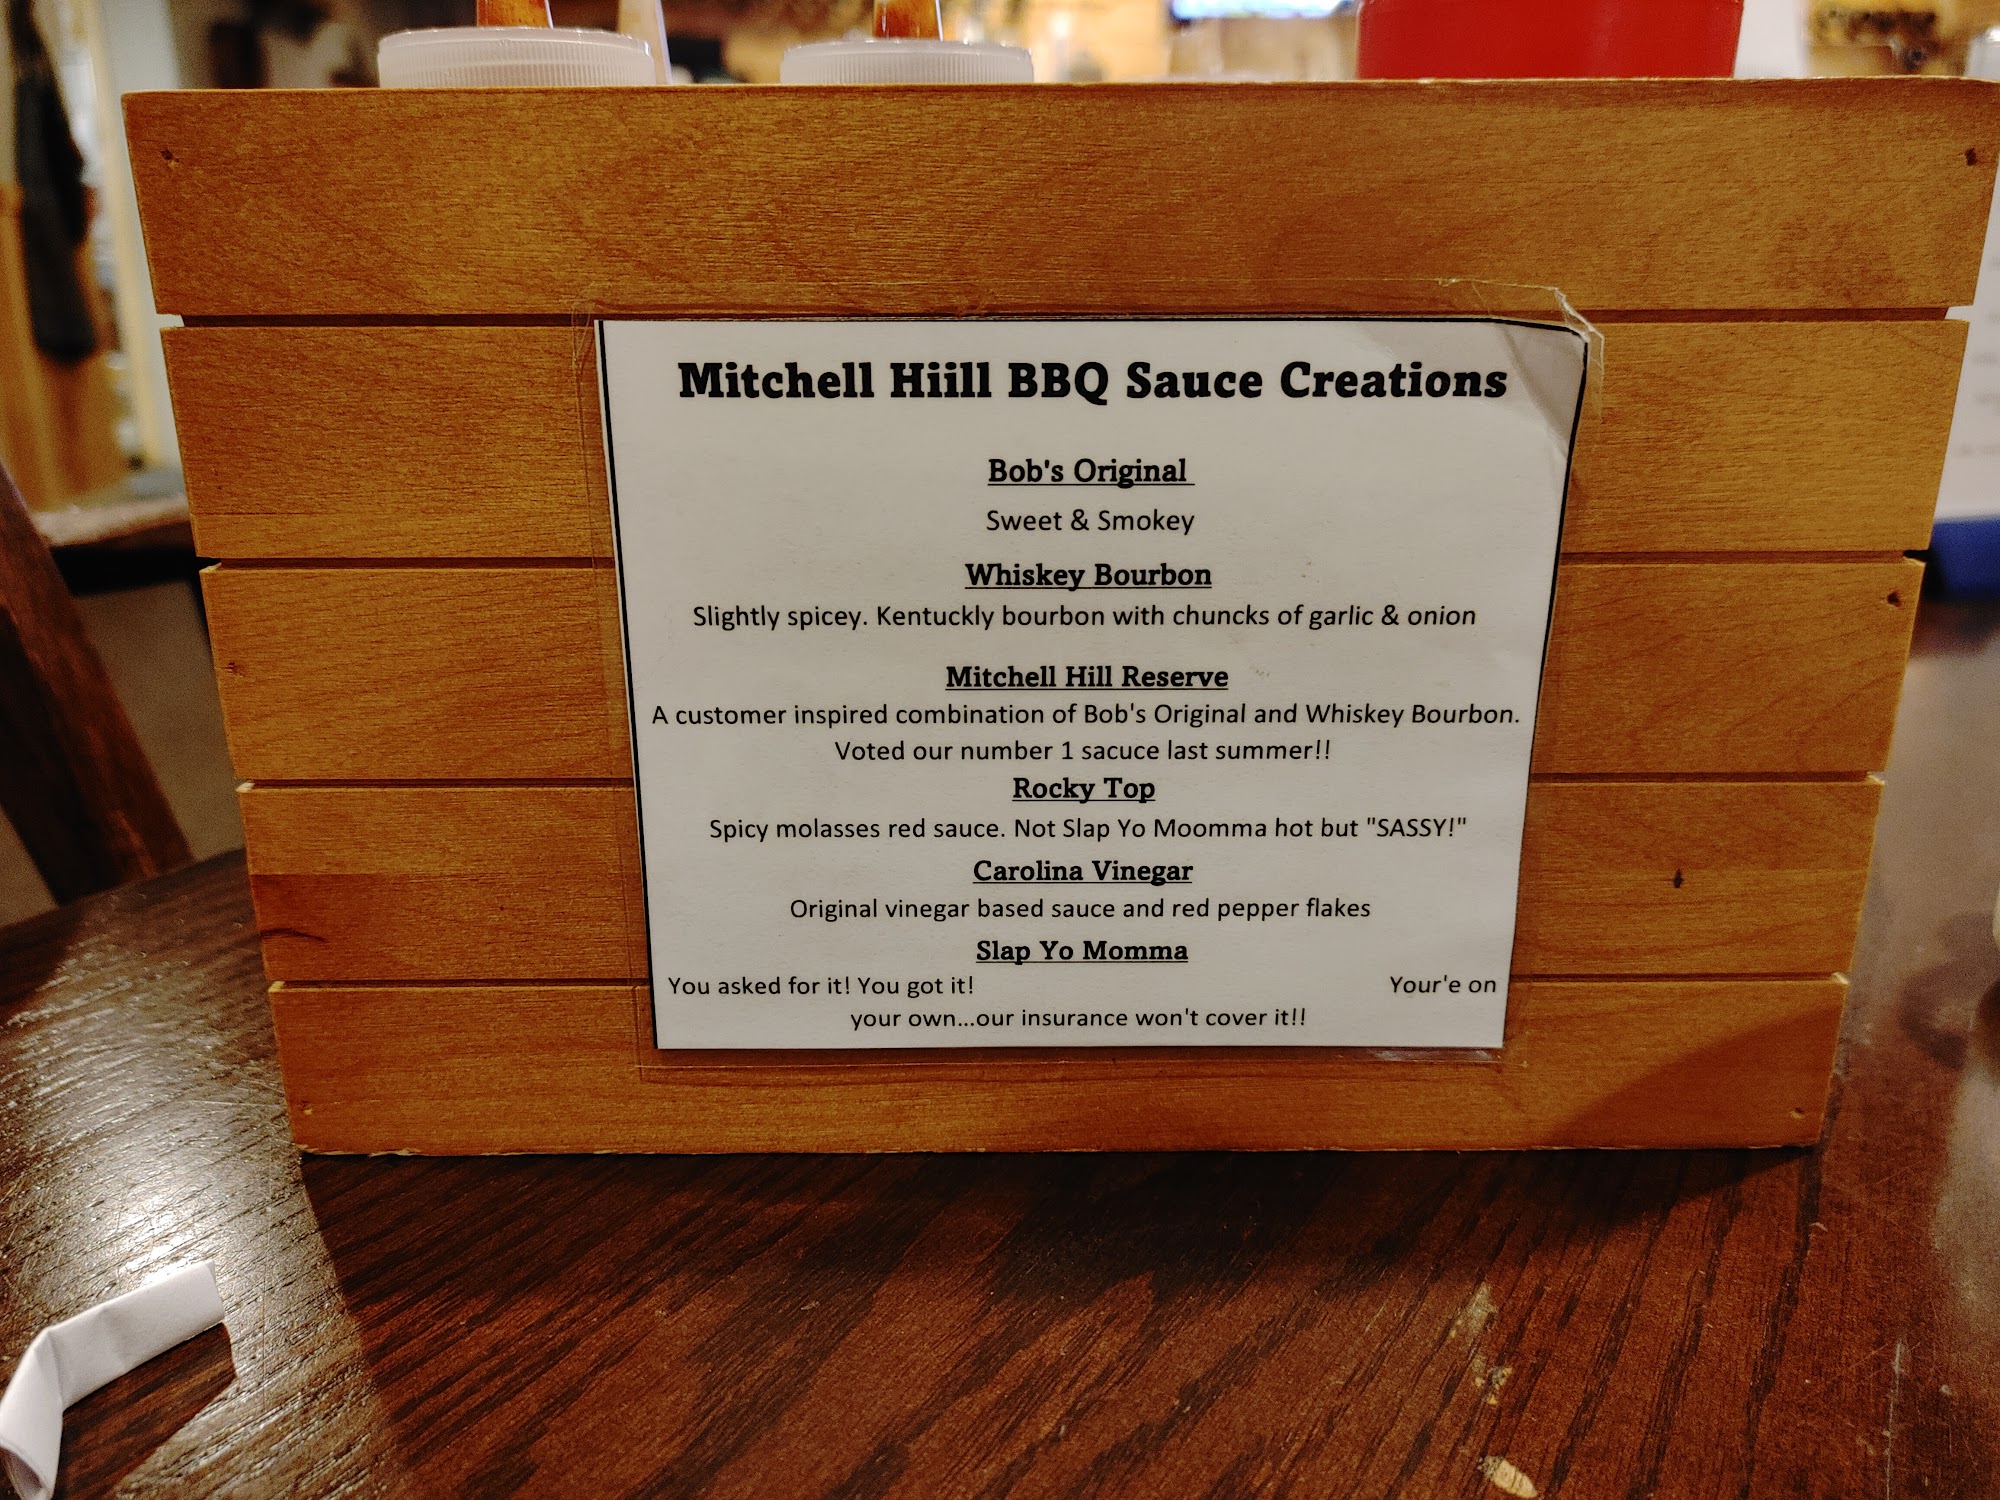 Mitchell Hiill BBQ Sauce Creations
Bob's Original
Sweet & Smokey
Whiskey Bourbon
Slightly spicey. Kentuckly bourbon with chuncks of garlic & onion
Mitchell Hill Reserve
A customer inspired combination of Bob's Original and Whiskey Bourbon.
Voted our number 1 sacuce last summer!!
Rocky Top
Spicy molasses red sauce. Not Slap Yo Moomma hot but "SASSY!"
Carolina Vinegar
Original vinegar based sauce and red pepper flakes
Slap Yo Momma
You asked for it! You got it! Your'e on
your own...our insurance won't cover it!!